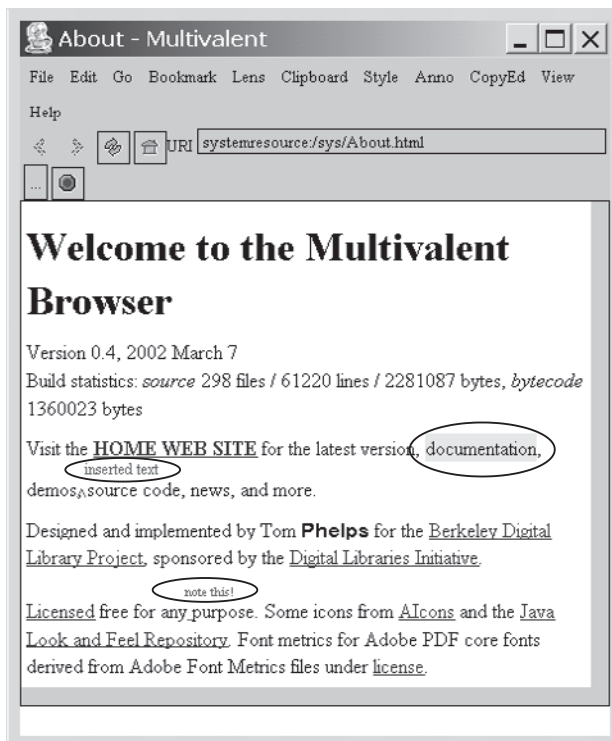 About - Multivalent
File Edit Go Bookmark Lens Clipboard Style Anno CopyEd View
Help
URI systemresource:/sys/About.html
...
Welcome to the Multivalent
Browser
Version 0.4, 2002 March 7
Build statistics: source 298 files / 61220 lines / 2281087 bytes, bytecode
1360023 bytes
Visit the HOME WEB SITE for the latest version, documentation,
inserted text
demos^source code, news, and more.
Designed and implemented by Tom Phelps for the Berkeley Digital
Library Project, sponsored by the Digital Libraries Initiative.
note this!
Licensed free for any purpose. Some icons from AIcons and the Java
Look and Feel Repository. Font metrics for Adobe PDF core fonts
derived from Adobe Font Metrics files under license.